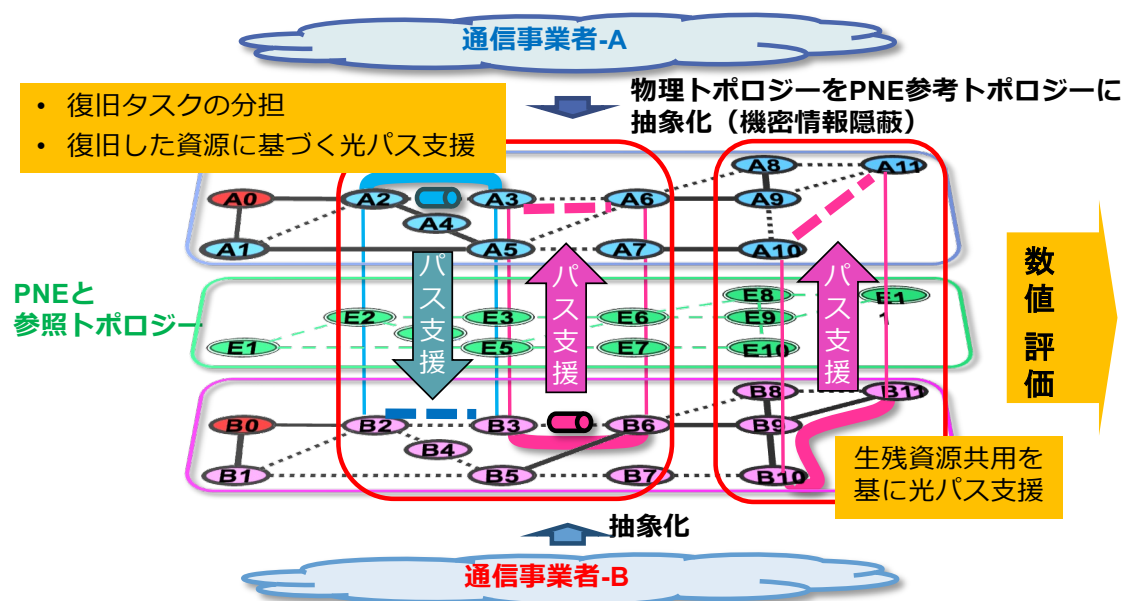 通信事業者-A
• 復旧タスクの分担
• 復旧した資源に基づく光パス支援
物理トポロジーをPNE参考トポロジーに
抽象化（機密情報隠蔽）
A8
A11
A0
A2
A3
A6
A9
A4
A1
A5
A7
A10
パス支援
パス支援
パス支援
数値評価
PNEと
参照トポロジー
E8
E1
1
E2
E3
E6
E9
E1
E5
E7
E10
B8
B11
B0
B2
B3
B6
B9
B4
B1
B5
B7
B10
生残資源共用を
基に光パス支援
抽象化
通信事業者-B